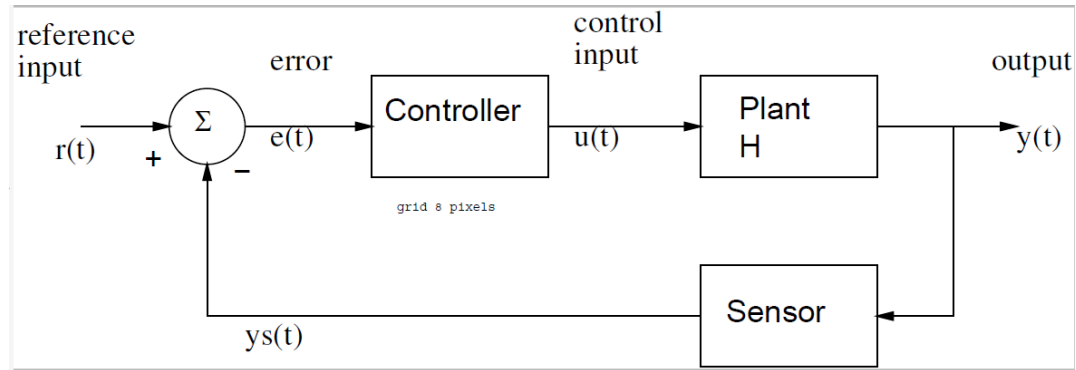 reference
input
error
control
input
output
Σ
Controller
Plant
H
r(t)
+
−
e(t)
u(t)
y(t)
grid 8 pixels
Sensor
ys(t)